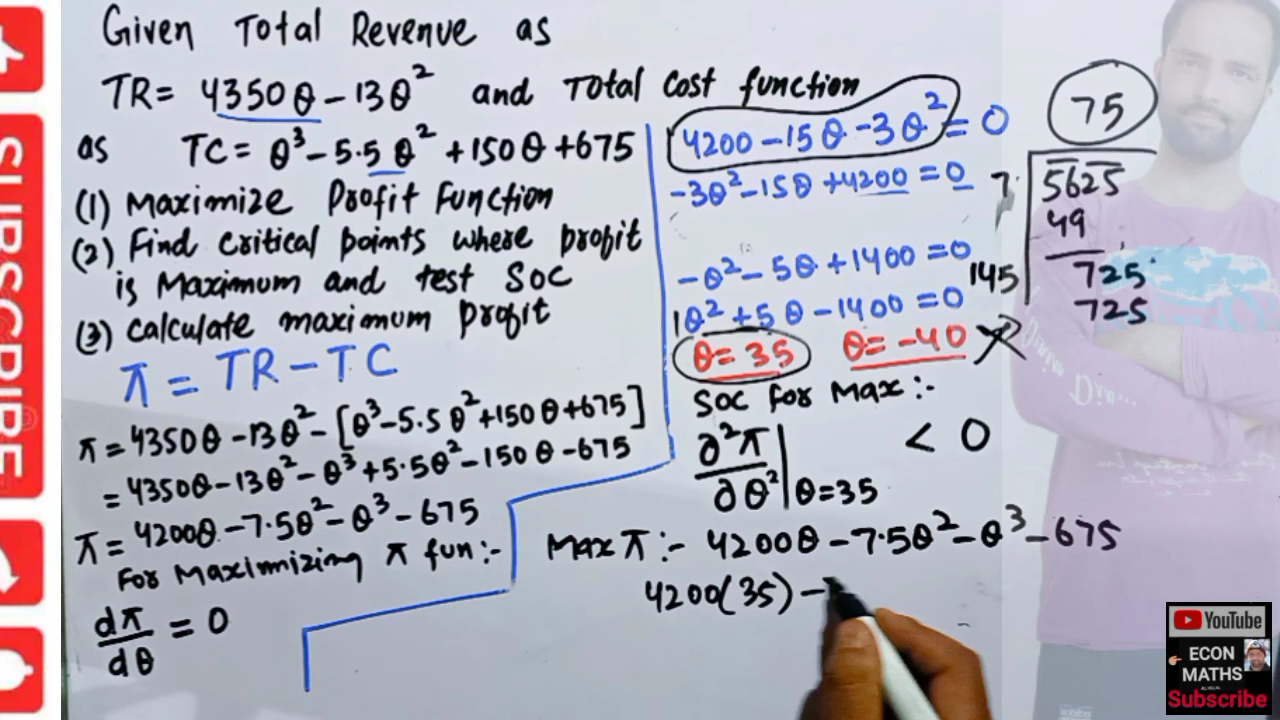 SUBSCRIBE
Given Total Revenue as
TR= 4350θ-13θ² and Total Cost function
as TC= θ³-5.5θ²+150θ+675
(1) Maximize Profit Function
(2) Find Critical points where profit
is Maximum and test SOC
(3) Calculate maximum profit
π = TR-TC
π = 4350θ-13θ²-[θ³-5.5θ²+150θ+675]
= 4350θ-13θ²-θ³+5.5θ²-150θ-675
π = 4200θ-7.5θ²-θ³-675
For Maximizing π fun:-
dπ/dθ = 0
4200-15θ-3θ² = 0
-3θ²-15θ+4200 = 0
-θ²-5θ+1400=0
1θ²+5θ-1400=0
θ=35 θ=-40
SOC for Max:-
∂²π/∂θ² | θ=35 < 0
Max π:- 4200θ-7.5θ²-θ³-675
4200(35)-
75
7 5625
49
145 725
725
YouTube
ECON
MATHS
Subscribe